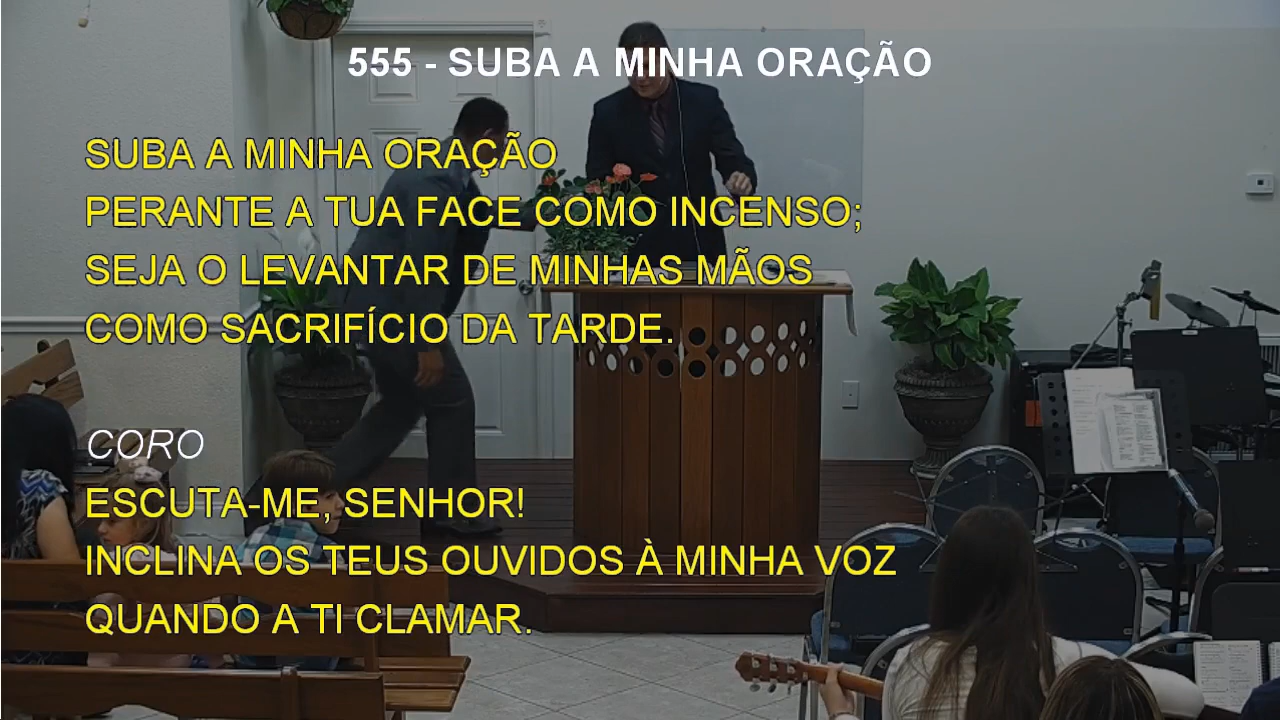 555 - SUBA A MINHA ORAÇÃO
SUBA A MINHA ORAÇÃO
PERANTE A TUA FACE COMO INCENSO;
SEJA O LEVANTAR DE MINHAS MÃOS
COMO SACRIFÍCIO DA TARDE.
CORO
ESCUTA-ME, SENHOR!
INCLINA OS TEUS OUVIDOS À MINHA VOZ
QUANDO A TI CLAMAR.